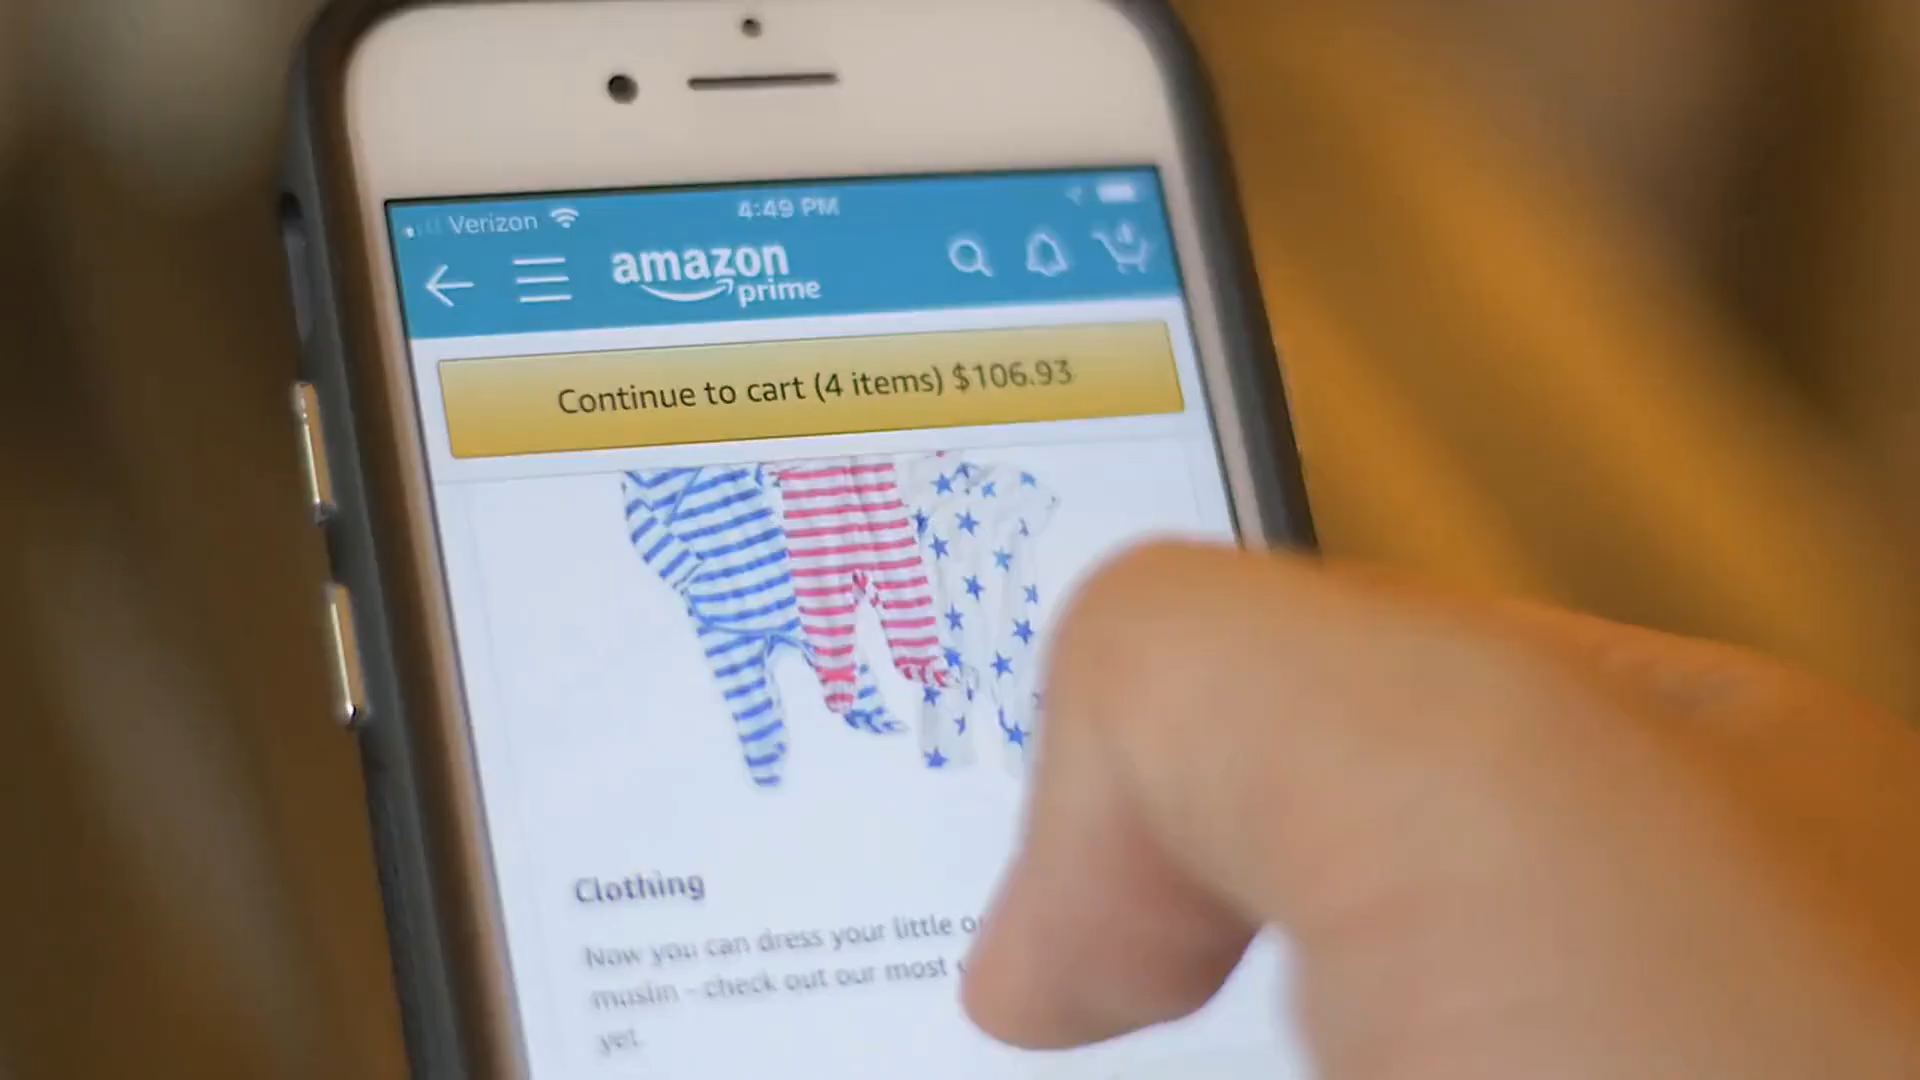 Verizon 4:49 PM
amazon
prime
4
Continue to cart (4 items) $106.93
Clothing
Now you can dress your little
muslin - check out our most
yet.